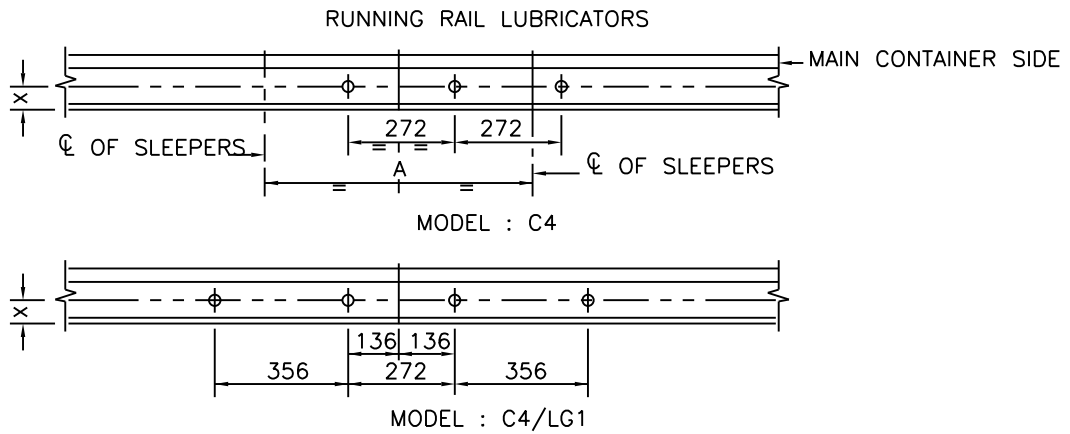 RUNNING RAIL LUBRICATORS
MAIN CONTAINER SIDE
X
272 272
℄ OF SLEEPERS
℄ OF SLEEPERS
A
MODEL : C4
X
136 136
356 272 356
MODEL : C4/LG1